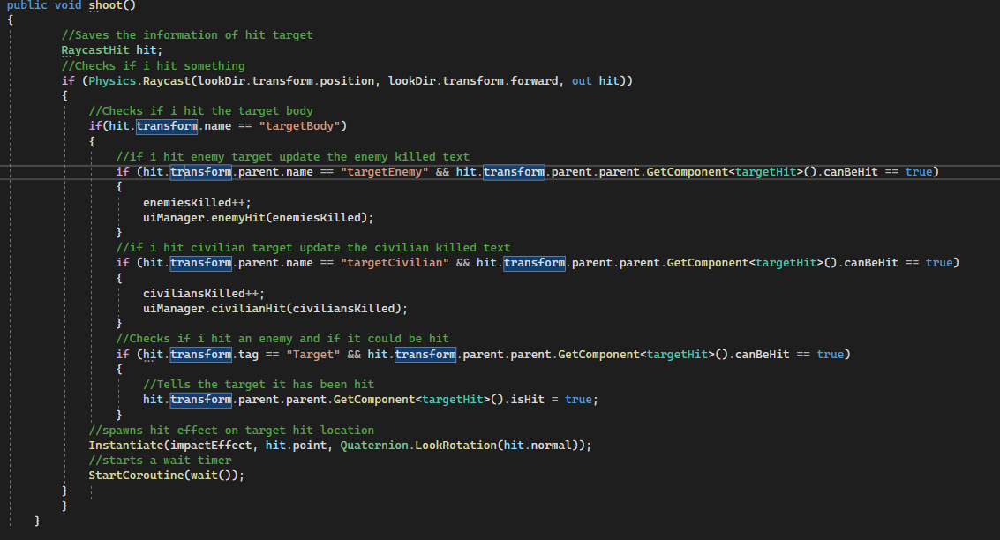 public void shoot()
{
//Saves the information of hit target
RaycastHit hit;
//Checks if i hit something
if (Physics.Raycast(lookDir.transform.position, lookDir.transform.forward, out hit))
{
//Checks if i hit the target body
if(hit.transform.name == "targetBody")
{
//if i hit enemy target update the enemy killed text
if (hit.transform.parent.name == "targetEnemy" && hit.transform.parent.parent.GetComponent<targetHit>().canBeHit == true)
{
enemiesKilled++;
uiManager.enemyHit(enemiesKilled);
}
//if i hit civilian target update the civilian killed text
if (hit.transform.parent.name == "targetCivilian" && hit.transform.parent.parent.GetComponent<targetHit>().canBeHit == true)
{
civiliansKilled++;
uiManager.civilianHit(civiliansKilled);
}
//Checks if i hit an enemy and if it could be hit
if (hit.transform.tag == "Target" && hit.transform.parent.parent.GetComponent<targetHit>().canBeHit == true)
{
//Tells the target it has been hit
hit.transform.parent.parent.GetComponent<targetHit>().isHit = true;
}
//spawns hit effect on target hit location
Instantiate(impactEffect, hit.point, Quaternion.LookRotation(hit.normal));
//starts a wait timer
StartCoroutine(wait());
}
}
}